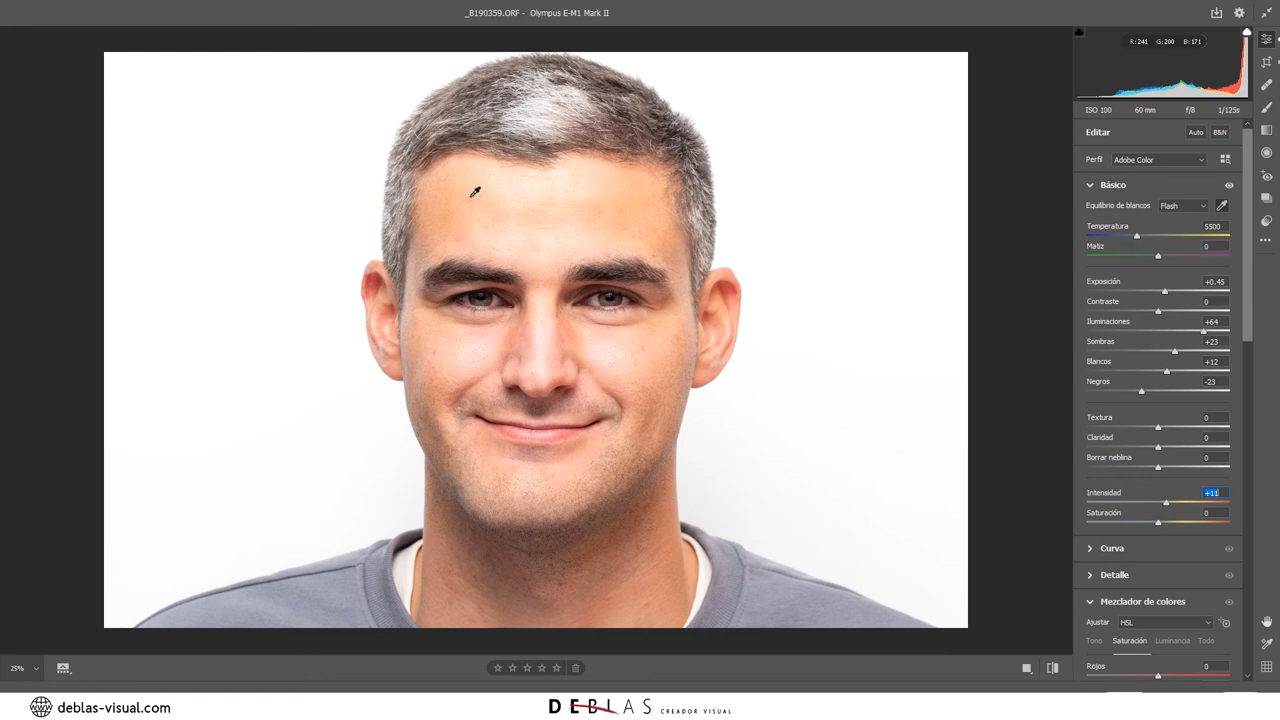 _B190359.ORF - Olympus E-M1 Mark II
R:241 G:200 B:171
ISO 100 60 mm f/8 1/125s
Editar Auto B&N
Perfil Adobe Color
Básico
Equilibrio de blancos Flash
Temperatura 5500
Matiz 0
Exposición +0.45
Contraste 0
Iluminaciones +64
Sombras +23
Blancos +12
Negros -23
Textura 0
Claridad 0
Borrar neblina 0
Intensidad +11
Saturación 0
Curva
Detalle
Mezclador de colores
Ajustar HSL
Tono Saturación Luminancia Todo
Rojos 0
25%
deblas-visual.com
DEBLAS CREADOR VISUAL